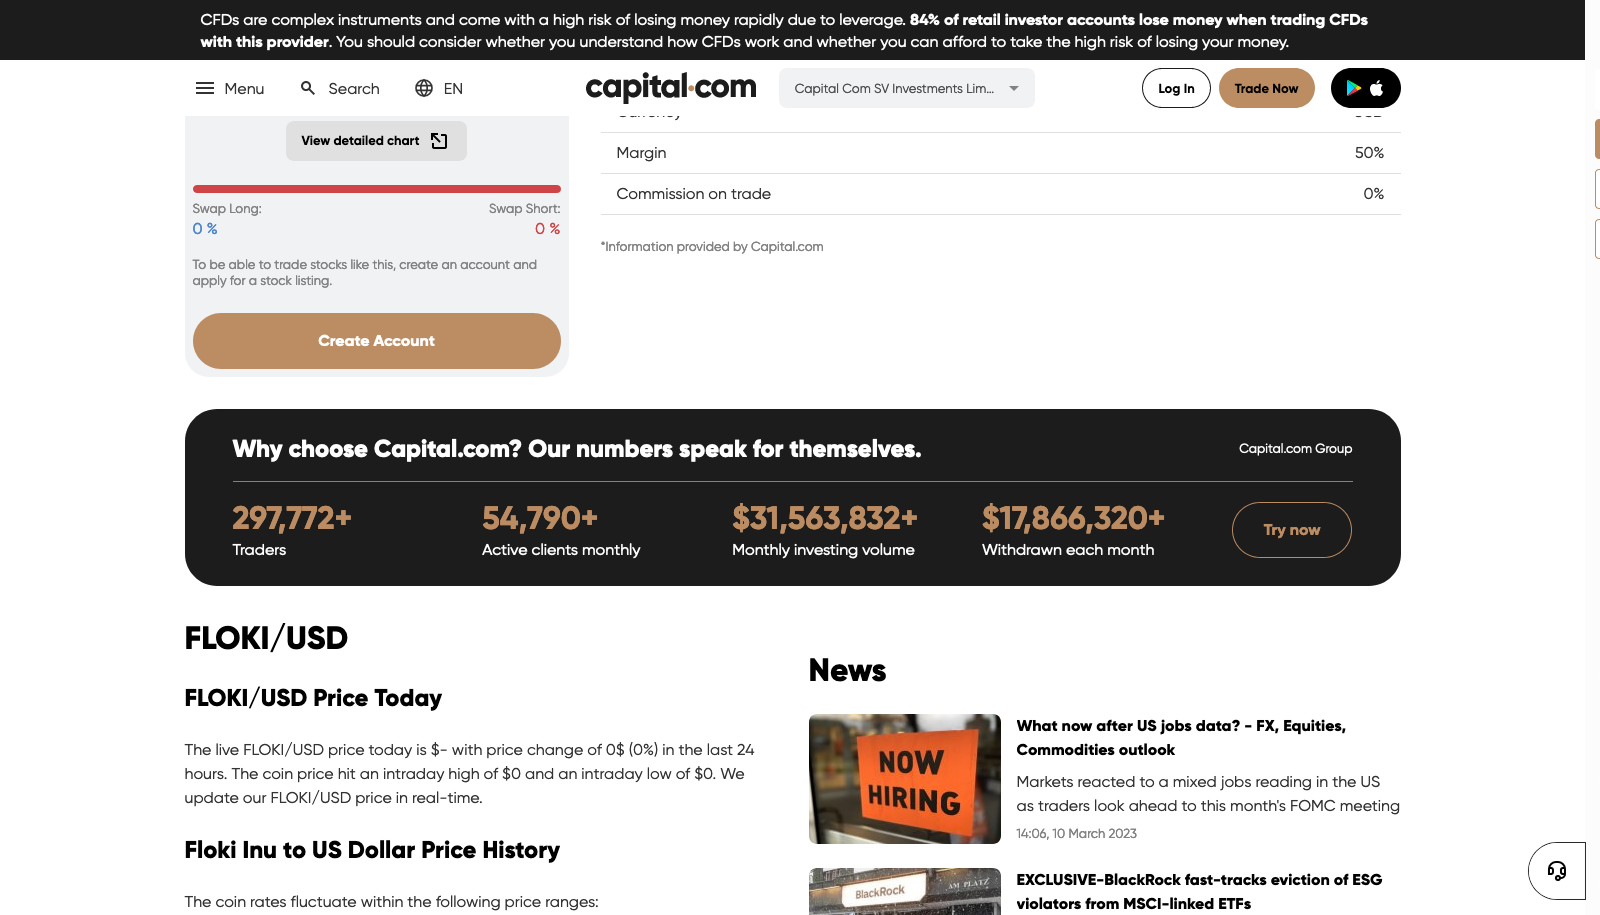 CFDs are complex instruments and come with a high risk of losing money rapidly due to leverage. 84% of retail investor accounts lose money when trading CFDs
with this provider. You should consider whether you understand how CFDs work and whether you can afford to take the high risk of losing your money.
Menu
Search
EN
capital.com
Capital Com SV Investments Lim...
Log In
Trade Now
View detailed chart
Swap Long:
Swap Short:
0 %
0 %
To be able to trade stocks like this, create an account and
apply for a stock listing.
Create Account
Margin
50%
Commission on trade
0%
*Information provided by Capital.com
Why choose Capital.com? Our numbers speak for themselves.
Capital.com Group
297,772+
Traders
54,790+
Active clients monthly
$31,563,832+
Monthly investing volume
$17,866,320+
Withdrawn each month
Try now
FLOKI/USD
FLOKI/USD Price Today
The live FLOKI/USD price today is $- with price change of 0$ (0%) in the last 24
hours. The coin price hit an intraday high of $0 and an intraday low of $0. We
update our FLOKI/USD price in real-time.
Floki Inu to US Dollar Price History
The coin rates fluctuate within the following price ranges:
News
NOW
HIRING
What now after US jobs data? - FX, Equities,
Commodities outlook
Markets reacted to a mixed jobs reading in the US
as traders look ahead to this month's FOMC meeting
14:06, 10 March 2023
BlackRock
AM PLATZ
EXCLUSIVE-BlackRock fast-tracks eviction of ESG
violators from MSCI-linked ETFs